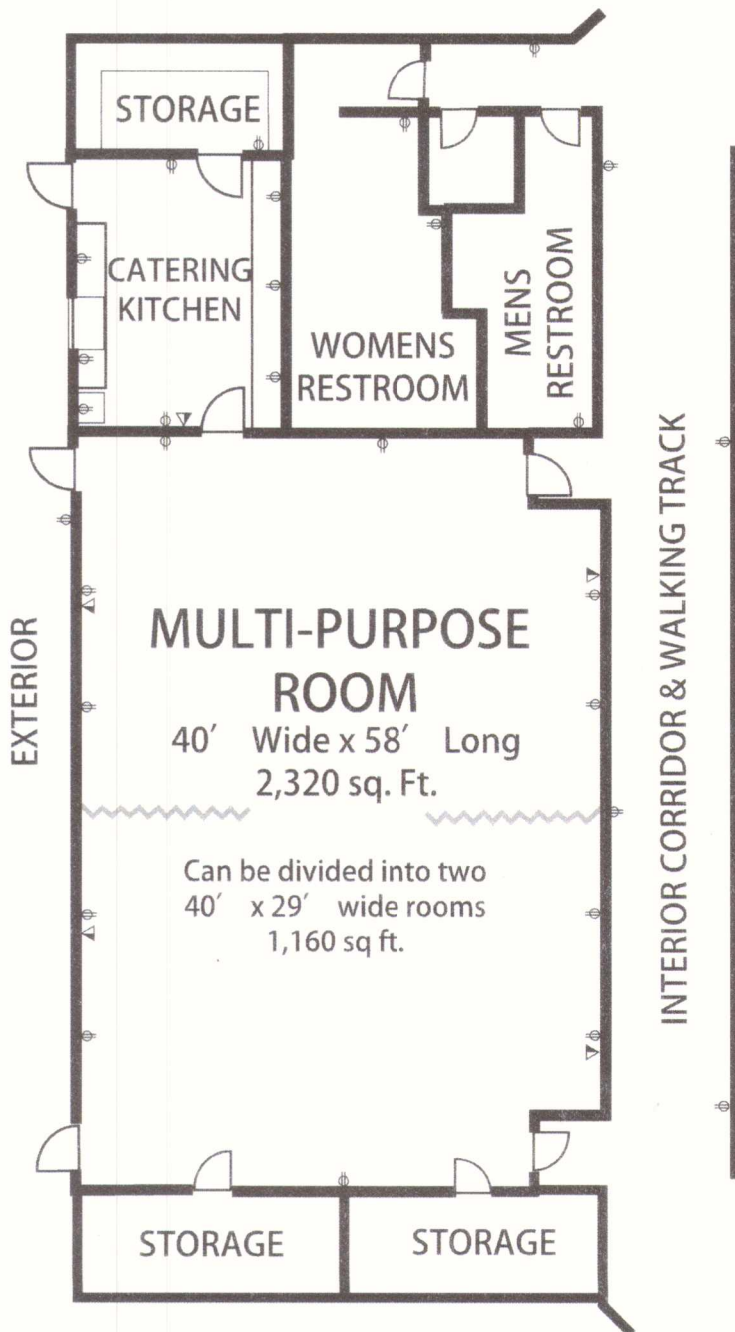 STORAGE
CATERING
KITCHEN
WOMENS
RESTROOM
MENS
RESTROOM
MULTI-PURPOSE
ROOM
40′ Wide x 58′ Long
2,320 sq. Ft.
Can be divided into two
40′ x 29′ wide rooms
1,160 sq ft.
EXTERIOR
INTERIOR CORRIDOR & WALKING TRACK
STORAGE
STORAGE